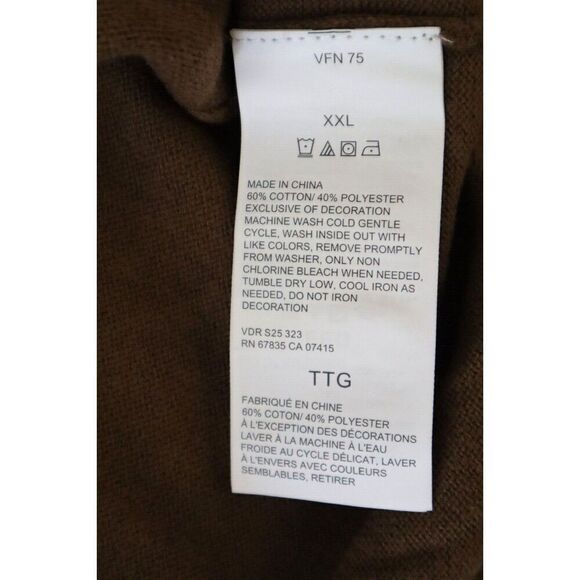 VFN 75
XXL
MADE IN CHINA
60% COTTON/ 40% POLYESTER
EXCLUSIVE OF DECORATION
MACHINE WASH COLD GENTLE
CYCLE, WASH INSIDE OUT WITH
LIKE COLORS, REMOVE PROMPTLY
FROM WASHER, ONLY NON
CHLORINE BLEACH WHEN NEEDED,
TUMBLE DRY LOW, COOL IRON AS
NEEDED, DO NOT IRON
DECORATION
VDR S25 323
RN 67835 CA 07415
TTG
FABRIQUÉ EN CHINE
60% COTON/ 40% POLYESTER
À L'EXCEPTION DES DÉCORATIONS
LAVER À LA MACHINE À L'EAU
FROIDE AU CYCLE DÉLICAT, LAVER
À L'ENVERS AVEC COULEURS
SEMBLABLES, RETIRER